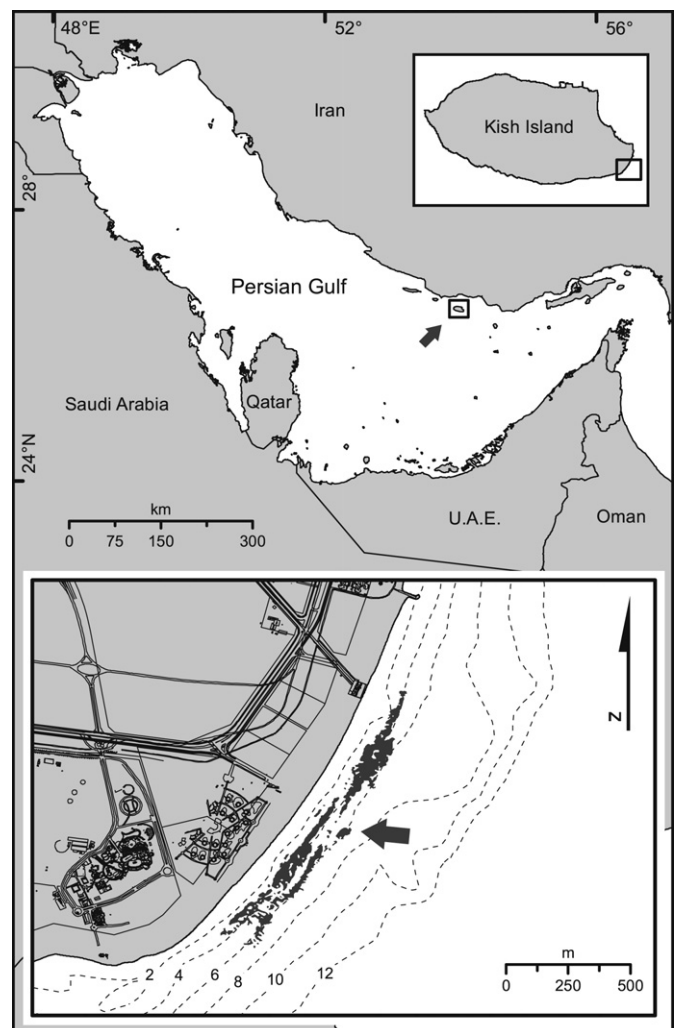 48°E
52°
56°
Iran
Kish Island
28°
Persian Gulf
Saudi Arabia
Qatar
24°N
km
0 75 150 300
U.A.E.
Oman
N
2 4 6 8 10 12
m
0 250 500